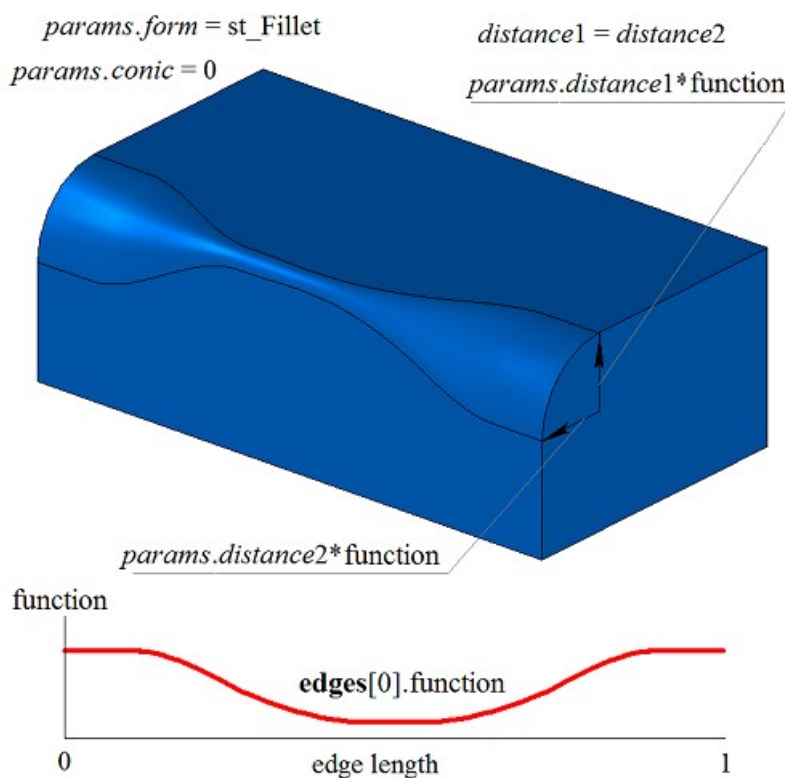 params.form = st_Fillet
distance1 = distance2
params.conic = 0
params.distance1*function
params.distance2*function
function
edges[0].function
0
edge length
1